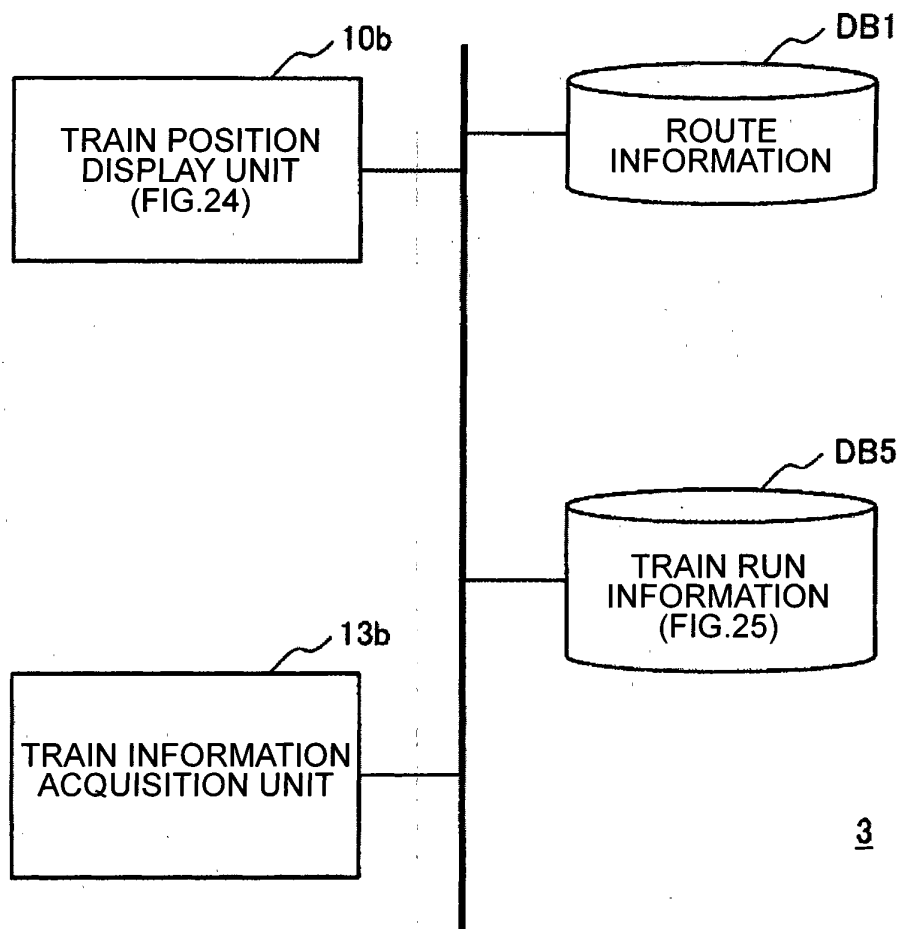 10b
TRAIN POSITION
DISPLAY UNIT
(FIG.24)
DB1
ROUTE
INFORMATION
DB5
TRAIN RUN
INFORMATION
(FIG.25)
13b
TRAIN INFORMATION
ACQUISITION UNIT
3